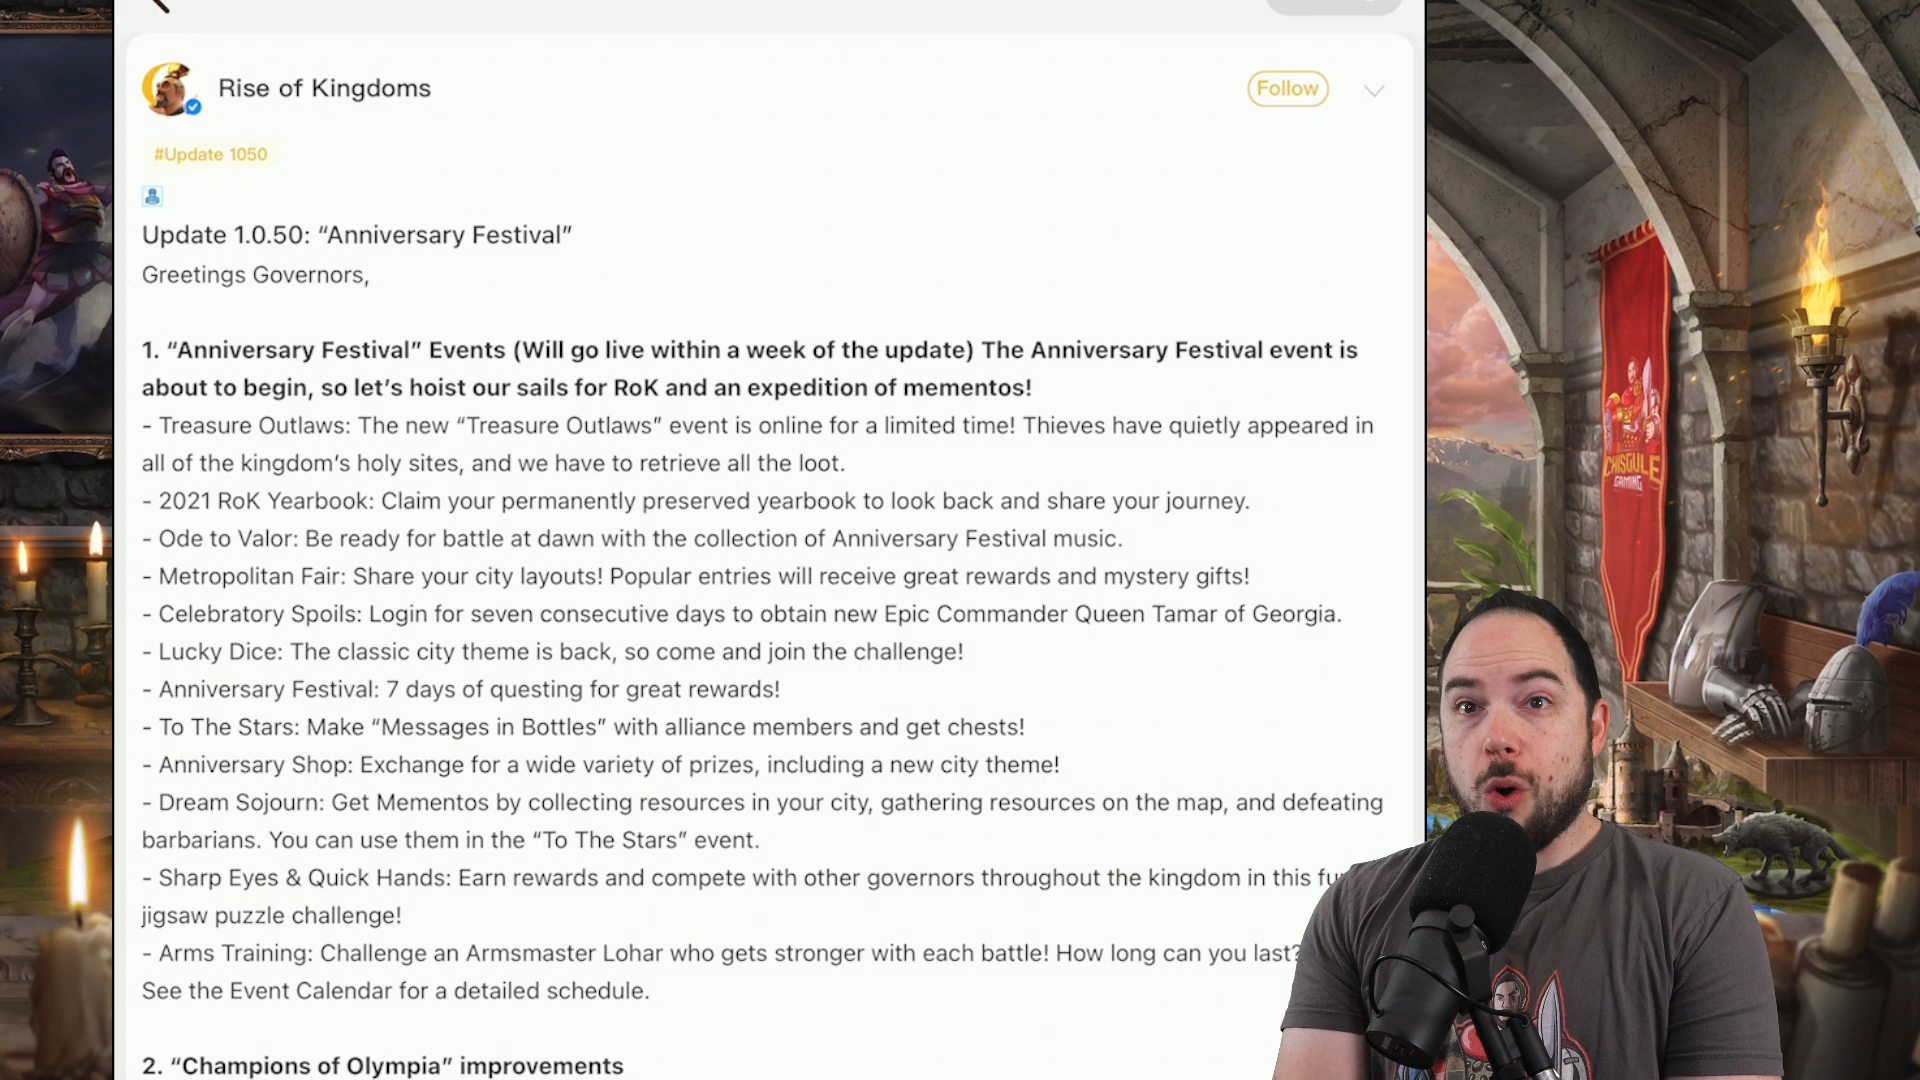 Rise of Kingdoms
Follow
#Update 1050
Update 1.0.50: “Anniversary Festival”
Greetings Governors,
1. “Anniversary Festival” Events (Will go live within a week of the update) The Anniversary Festival event is
about to begin, so let’s hoist our sails for RoK and an expedition of mementos!
- Treasure Outlaws: The new “Treasure Outlaws” event is online for a limited time! Thieves have quietly appeared in
all of the kingdom’s holy sites, and we have to retrieve all the loot.
- 2021 RoK Yearbook: Claim your permanently preserved yearbook to look back and share your journey.
- Ode to Valor: Be ready for battle at dawn with the collection of Anniversary Festival music.
- Metropolitan Fair: Share your city layouts! Popular entries will receive great rewards and mystery gifts!
- Celebratory Spoils: Login for seven consecutive days to obtain new Epic Commander Queen Tamar of Georgia.
- Lucky Dice: The classic city theme is back, so come and join the challenge!
- Anniversary Festival: 7 days of questing for great rewards!
- To The Stars: Make “Messages in Bottles” with alliance members and get chests!
- Anniversary Shop: Exchange for a wide variety of prizes, including a new city theme!
- Dream Sojourn: Get Mementos by collecting resources in your city, gathering resources on the map, and defeating
barbarians. You can use them in the “To The Stars” event.
- Sharp Eyes & Quick Hands: Earn rewards and compete with other governors throughout the kingdom in this
jigsaw puzzle challenge!
- Arms Training: Challenge an Armsmaster Lohar who gets stronger with each battle! How long can you last?
See the Event Calendar for a detailed schedule.
2. “Champions of Olympia” improvements
CHISGULE
GAMING